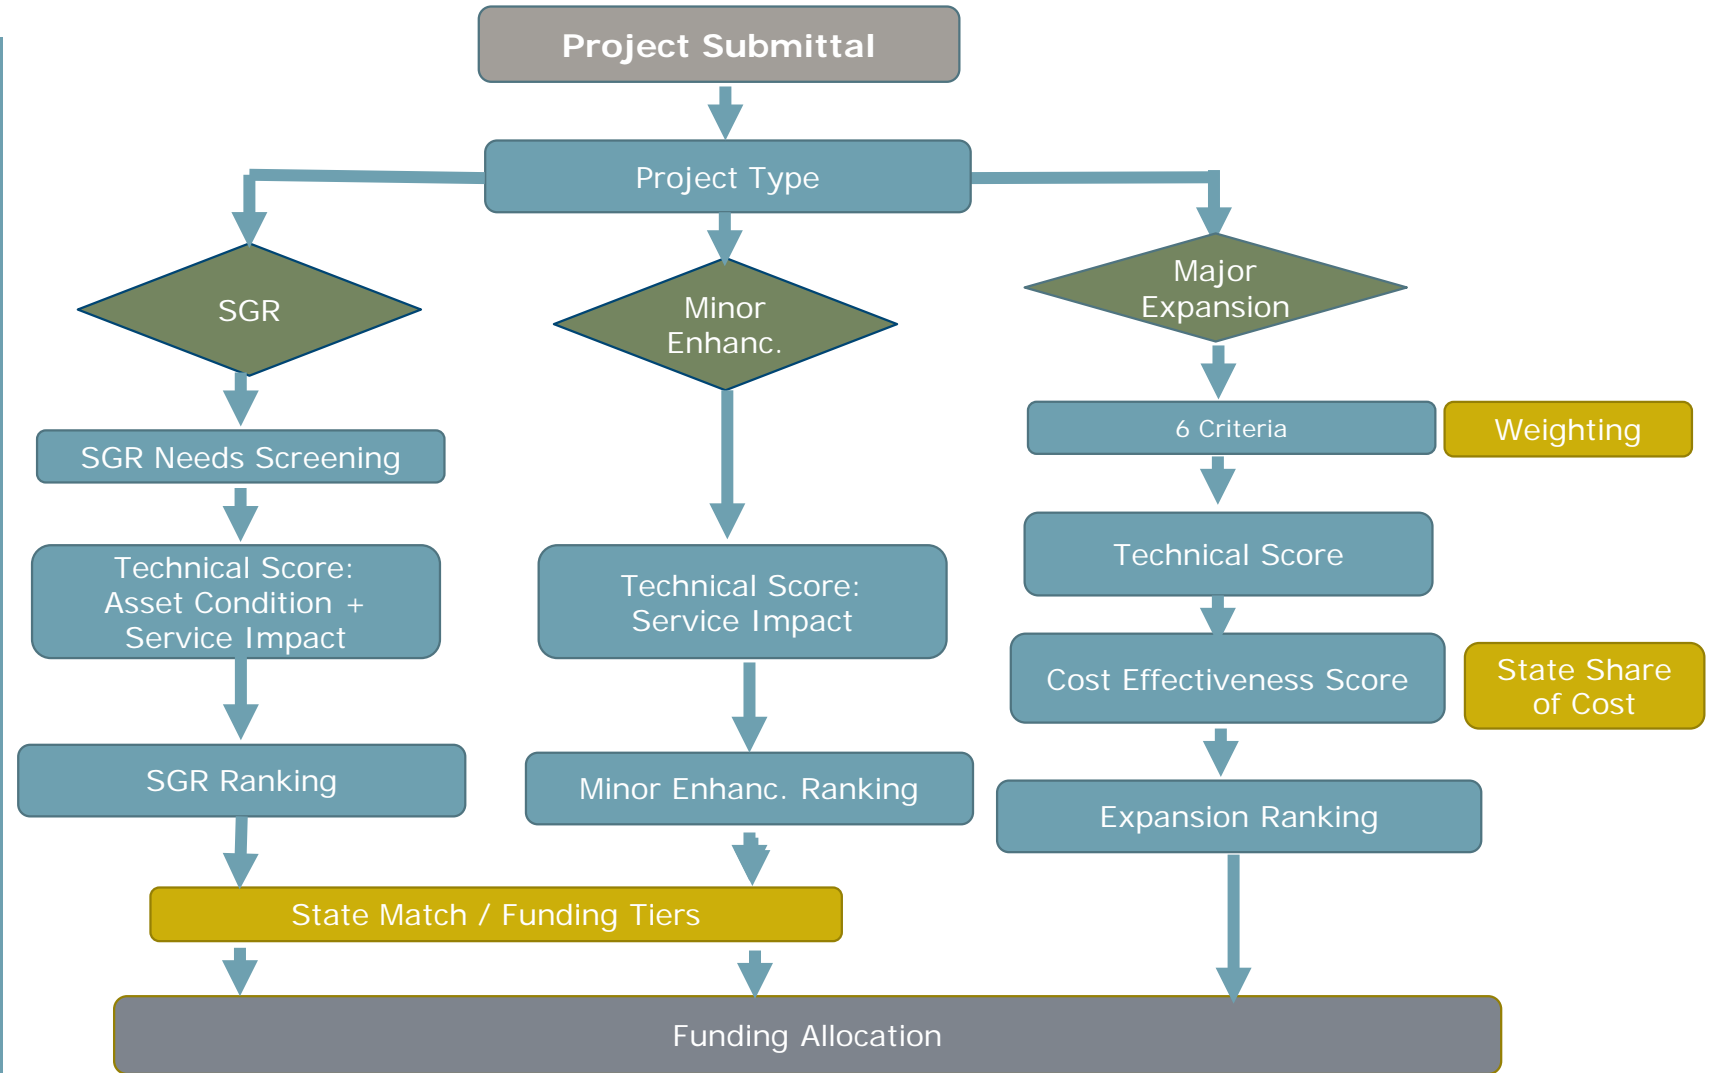 Project Submittal
Project Type
SGR
Minor
Enhanc.
Major
Expansion
SGR Needs Screening
6 Criteria
Weighting
Technical Score:
Asset Condition +
Service Impact
Technical Score:
Service Impact
Technical Score
Cost Effectiveness Score
State Share
of Cost
SGR Ranking
Minor Enhanc. Ranking
Expansion Ranking
State Match / Funding Tiers
Funding Allocation